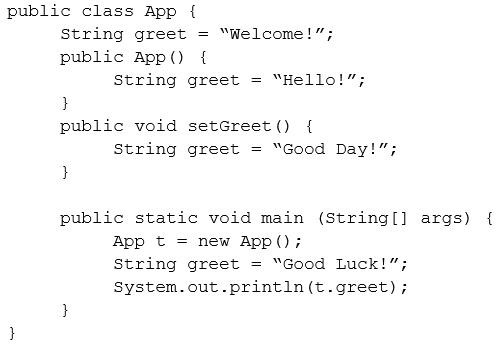 public class App {
String greet = “Welcome!”;
public App() {
String greet = “Hello!”;
}
public void setGreet() {
String greet = “Good Day!”;
}
public static void main (String[] args) {
App t = new App();
String greet = “Good Luck!”;
System.out.println(t.greet);
}
}